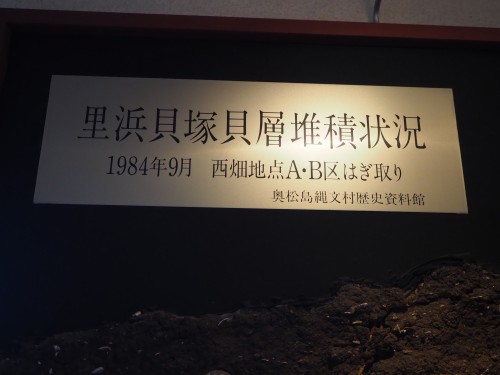 里浜貝塚貝層堆積状況
1984年9月　西畑地点A・B区はぎ取り
奥松島縄文村歴史資料館